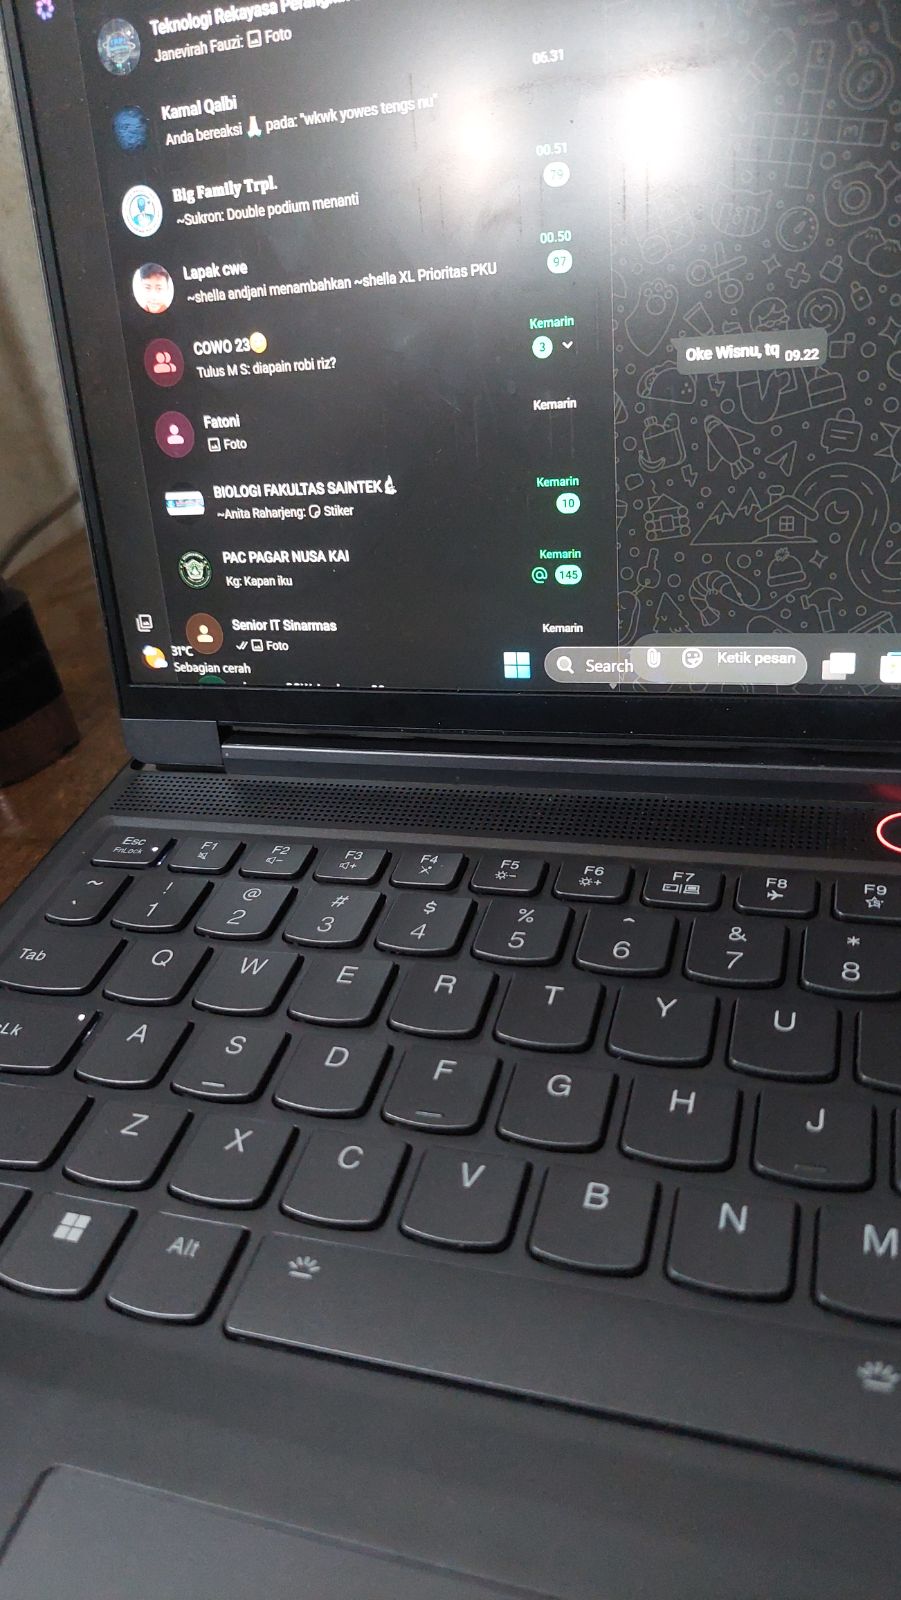 Teknologi Rekayasa
Janevirah Fauzi: Foto
06.31
Kamal Qalbi
Anda bereaksi 🙏 pada: "wkwk yowes tengs nu"
00.51
Big Family Trpl.
79
~Sukron: Double podium menanti
00.50
Lapak cwe
97
~shella andjani menambahkan ~shella XL Prioritas PKU
Kemarin
COWO 23
3
Tulus M S: diapain robi riz?
Oke Wisnu, tq 09.22
Kemarin
Fatoni
Foto
Kemarin
BIOLOGI FAKULTAS SAINTEK
10
~Anita Raharjeng: Stiker
Kemarin
PAC PAGAR NUSA KAI
@ 145
Kg: Kapan iku
Senior IT Sinarmas
Kemarin
Foto
31°C
Sebagian cerah
Search
Ketik pesan
Esc F1 F2 F3 F4 F5 F6 F7 F8 F9
FnLock
~ ! @ # $ % ^ & *
` 1 2 3 4 5 6 7 8
Tab Q W E R T Y U
Lk A S D F G H J
Z X C V B N M
Alt